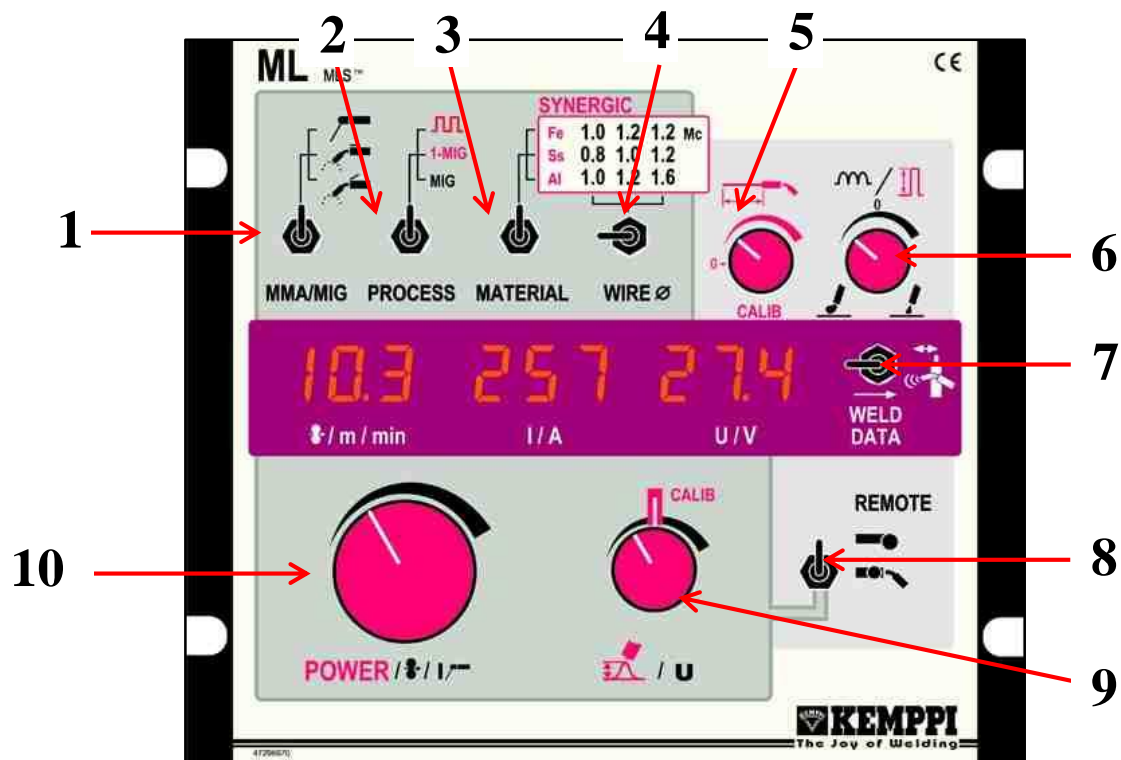 2 3 4 5
ML MLS™
CE
SYNERGIC
Fe 1.0 1.2 1.2 Mc
Ss 0.8 1.0 1.2
Al 1.0 1.2 1.6
1-MIG
MIG
0
0-
1
6
MMA/MIG PROCESS MATERIAL WIRE Ø
CALIB
10.3 257 27.4
7
/ m / min I / A U / V
WELD
DATA
CALIB
REMOTE
10
8
POWER / / I /
/ U
9
KEMPPI
The Joy of Welding